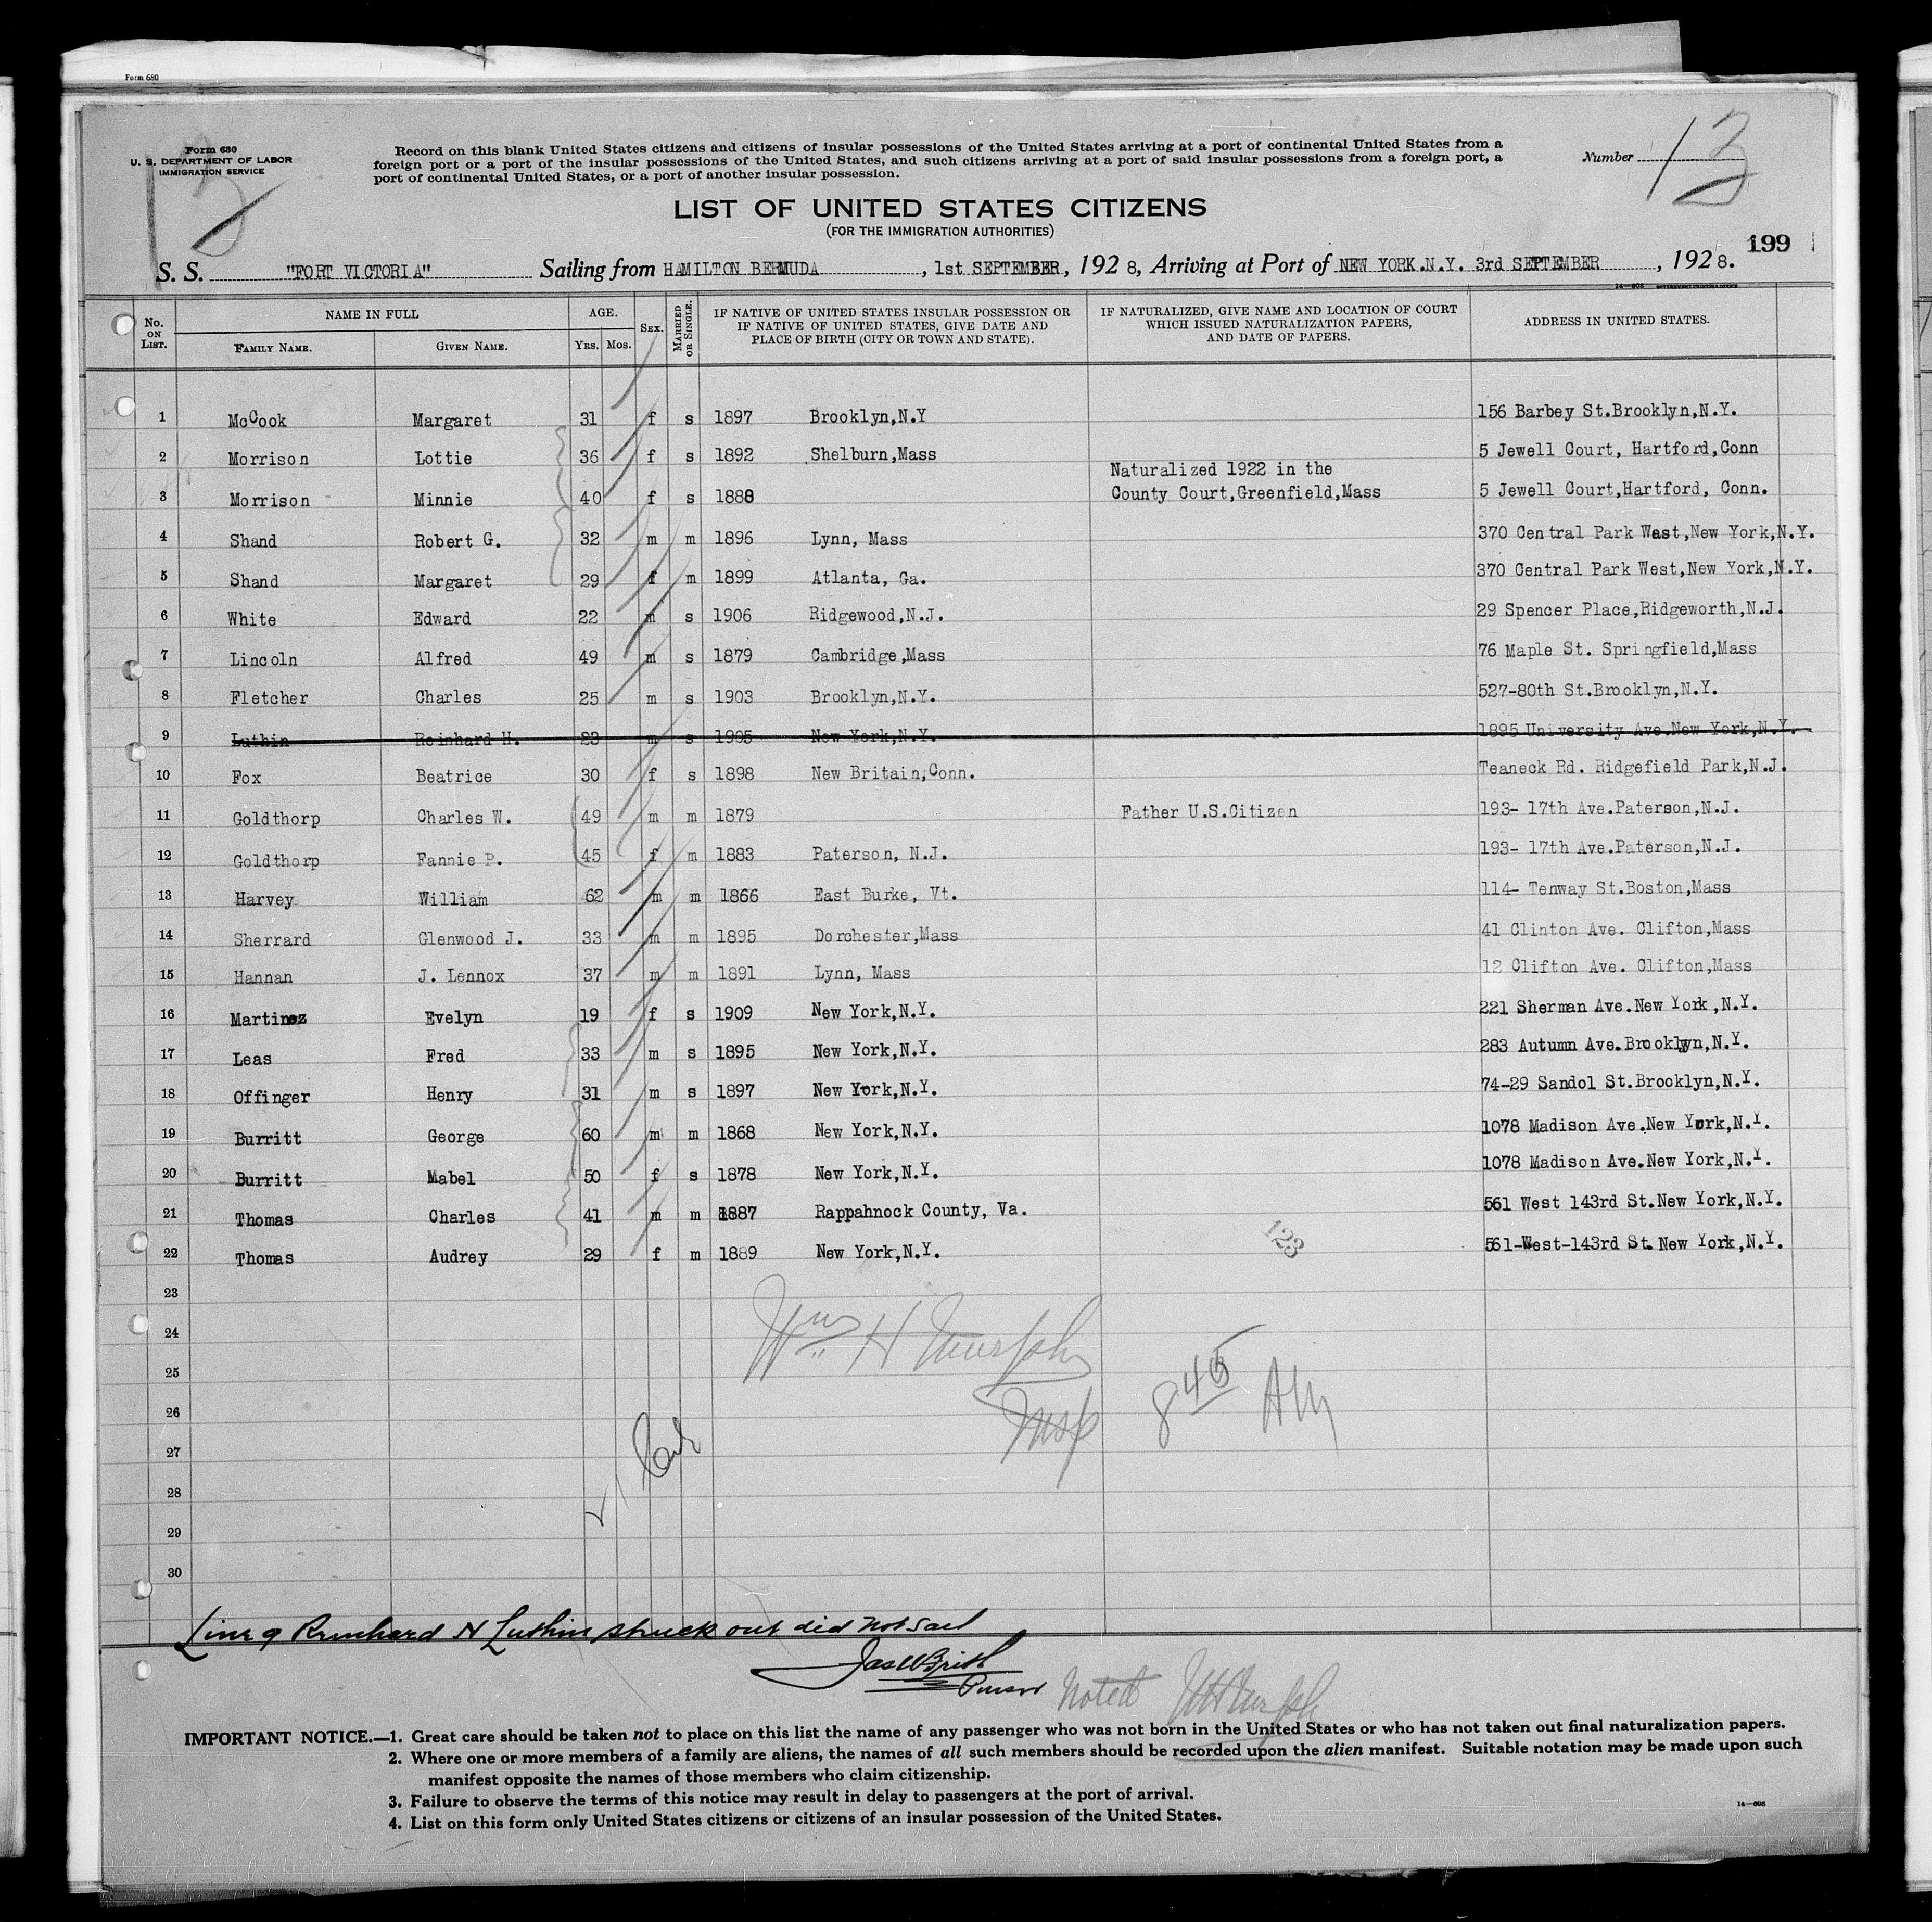 Form 680
Form 630
U. S. DEPARTMENT OF LABOR
IMMIGRATION SERVICE
Record on this blank United States citizens and citizens of insular possessions of the United States arriving at a port of continental United States from a
foreign port or a port of the insular possessions of the United States, and such citizens arriving at a port of said insular possessions from a foreign port, a
port of continental United States, or a port of another insular possession.
Number 13
LIST OF UNITED STATES CITIZENS
(FOR THE IMMIGRATION AUTHORITIES)
199
S. S. "FORT VICTORIA" Sailing from HAMILTON BERMUDA, 1st SEPTEMBER, 1928, Arriving at Port of NEW YORK.N.Y. 3rd SEPTEMBER, 1928.
No. ON LIST. NAME IN FULL FAMILY NAME. GIVEN NAME. AGE. YRS. MOS. SEX. MARRIED OR SINGLE. IF NATIVE OF UNITED STATES INSULAR POSSESSION OR IF NATIVE OF UNITED STATES, GIVE DATE AND PLACE OF BIRTH (CITY OR TOWN AND STATE). IF NATURALIZED, GIVE NAME AND LOCATION OF COURT WHICH ISSUED NATURALIZATION PAPERS, AND DATE OF PAPERS. ADDRESS IN UNITED STATES.
1 McCook Margaret 31 f s 1897 Brooklyn,N.Y 156 Barbey St.Brooklyn,N.Y.
2 Morrison Lottie 36 f s 1892 Shelburn,Mass 5 Jewell Court, Hartford,Conn
Naturalized 1922 in the
3 Morrison Minnie 40 f s 1888 County Court,Greenfield,Mass 5 Jewell Court,Hartford, Conn.
4 Shand Robert G. 32 m m 1896 Lynn, Mass 370 Central Park West,New York,N.Y.
5 Shand Margaret 29 f m 1899 Atlanta, Ga. 370 Central Park West,New York,N.Y.
6 White Edward 22 m s 1906 Ridgewood,N.J. 29 Spencer Place,Ridgeworth,N.J.
7 Lincoln Alfred 49 m s 1879 Cambridge,Mass 76 Maple St. Springfield,Mass
8 Fletcher Charles 25 m s 1903 Brooklyn,N.Y. 527-80th St.Brooklyn,N.Y.
9 Luthin Reinhard H. 23 m s 1905 New York,N.Y. 1895 University Ave.New York,N.Y.
10 Fox Beatrice 30 f s 1898 New Britain,Conn. Teaneck Rd. Ridgefield Park,N.J.
11 Goldthorp Charles W. 49 m m 1879 Father U.S.Citizen 193- 17th Ave.Paterson,N.J.
12 Goldthorp Fannie P. 45 f m 1883 Paterson, N.J. 193- 17th Ave.Paterson,N.J.
13 Harvey William 62 m m 1866 East Burke, Vt. 114- Tenway St.Boston,Mass
14 Sherrard Glenwood J. 33 m m 1895 Dorchester,Mass 41 Clinton Ave. Clifton,Mass
15 Hannan J. Lennox 37 m m 1891 Lynn, Mass 12 Clifton Ave. Clifton,Mass
16 Martinez Evelyn 19 f s 1909 New York,N.Y. 221 Sherman Ave.New York,N.Y.
17 Leas Fred 33 m s 1895 New York,N.Y. 283 Autumn Ave.Brooklyn,N.Y.
18 Offinger Henry 31 m s 1897 New York,N.Y. 74-29 Sandol St.Brooklyn,N.Y.
19 Burritt George 60 m m 1868 New York,N.Y. 1078 Madison Ave.New York,N.Y.
20 Burritt Mabel 50 f s 1878 New York,N.Y. 1078 Madison Ave.New York,N.Y.
21 Thomas Charles 41 m m 1887 Rappahnock County, Va. 561 West 143rd St.New York,N.Y.
22 Thomas Audrey 29 f m 1889 New York,N.Y. 561-West-143rd St.New York,N.Y.
123
23
24 Wm H Murphy
25
26 Insp 8 45 AM
27
28
29
30
Line 9 Reinhard H Luthin struck out did not sail
Purser Noted WH Murphy
IMPORTANT NOTICE.—1. Great care should be taken not to place on this list the name of any passenger who was not born in the United States or who has not taken out final naturalization papers.
2. Where one or more members of a family are aliens, the names of all such members should be recorded upon the alien manifest. Suitable notation may be made upon such
manifest opposite the names of those members who claim citizenship.
3. Failure to observe the terms of this notice may result in delay to passengers at the port of arrival.
4. List on this form only United States citizens or citizens of an insular possession of the United States.